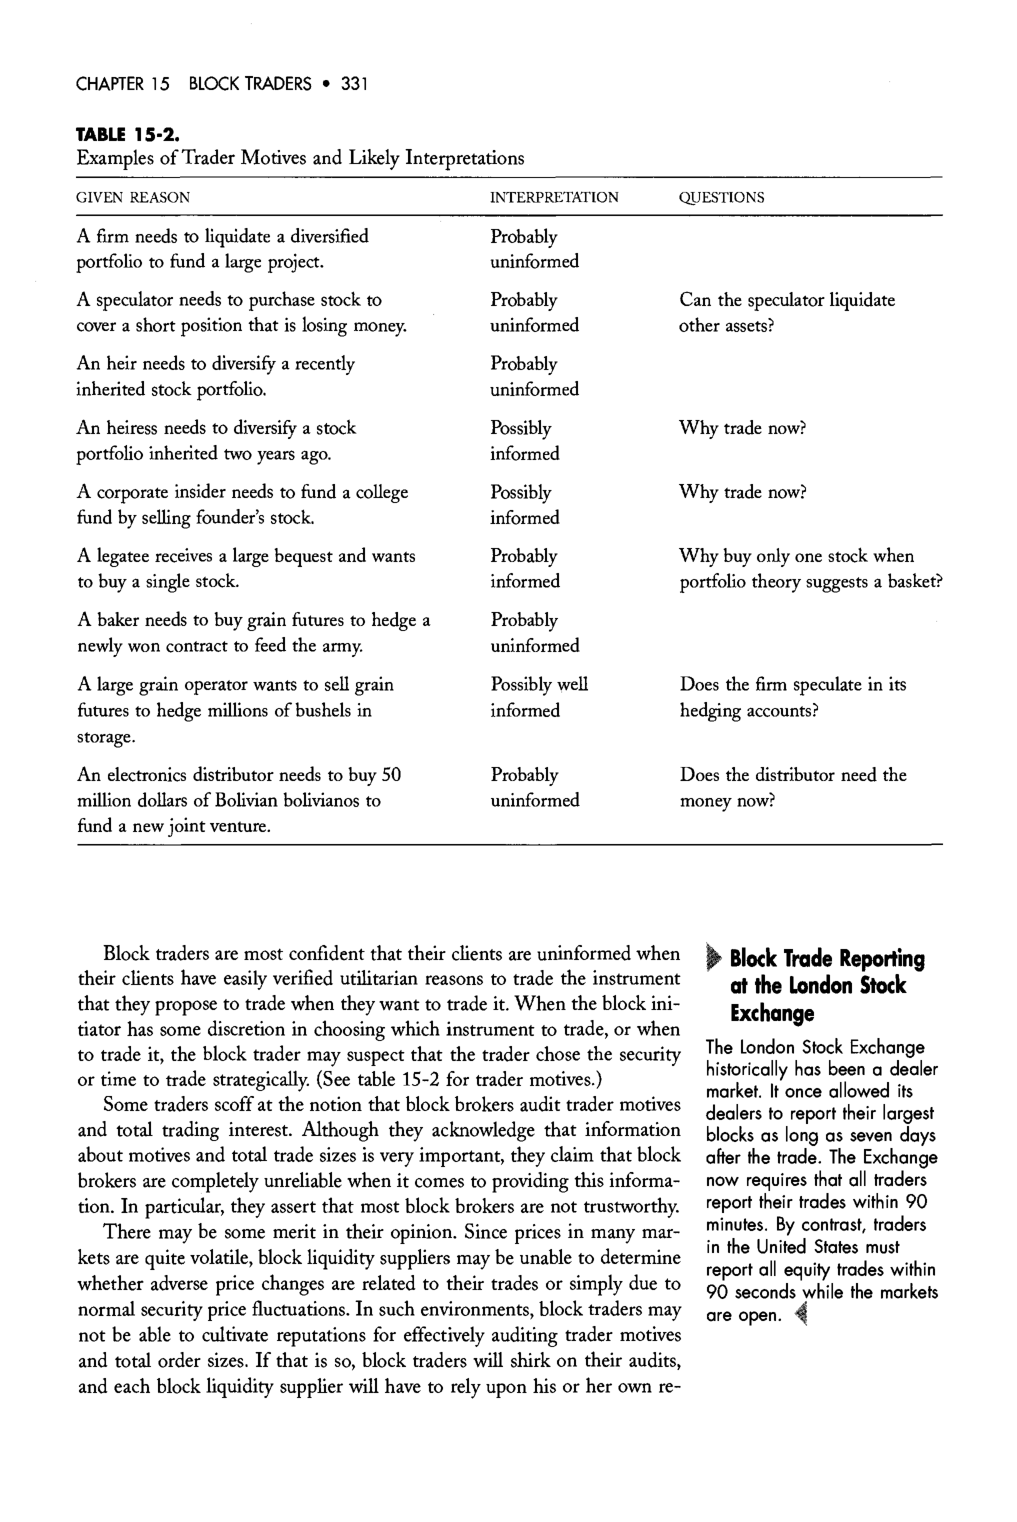 CHAPTER 15 BLOCK TRADERS • 331
TABLE 15-2.
Examples of Trader Motives and Likely Interpretations
GIVEN REASON INTERPRETATION QUESTIONS
A firm needs to liquidate a diversified Probably
portfolio to fund a large project. uninformed
A speculator needs to purchase stock to Probably Can the speculator liquidate
cover a short position that is losing money. uninformed other assets?
An heir needs to diversify a recently Probably
inherited stock portfolio. uninformed
An heiress needs to diversify a stock Possibly Why trade now?
portfolio inherited two years ago. informed
A corporate insider needs to fund a college Possibly Why trade now?
fund by selling founder's stock. informed
A legatee receives a large bequest and wants Probably Why buy only one stock when
to buy a single stock. informed portfolio theory suggests a basket?
A baker needs to buy grain futures to hedge a Probably
newly won contract to feed the army. uninformed
A large grain operator wants to sell grain Possibly well Does the firm speculate in its
futures to hedge millions of bushels in informed hedging accounts?
storage.
An electronics distributor needs to buy 50 Probably Does the distributor need the
million dollars of Bolivian bolivianos to uninformed money now?
fund a new joint venture.
Block traders are most confident that their clients are uninformed when
their clients have easily verified utilitarian reasons to trade the instrument
that they propose to trade when they want to trade it. When the block ini-
tiator has some discretion in choosing which instrument to trade, or when
to trade it, the block trader may suspect that the trader chose the security
or time to trade strategically. (See table 15-2 for trader motives.)
Some traders scoff at the notion that block brokers audit trader motives
and total trading interest. Although they acknowledge that information
about motives and total trade sizes is very important, they claim that block
brokers are completely unreliable when it comes to providing this informa-
tion. In particular, they assert that most block brokers are not trustworthy.
There may be some merit in their opinion. Since prices in many mar-
kets are quite volatile, block liquidity suppliers may be unable to determine
whether adverse price changes are related to their trades or simply due to
normal security price fluctuations. In such environments, block traders may
not be able to cultivate reputations for effectively auditing trader motives
and total order sizes. If that is so, block traders will shirk on their audits,
and each block liquidity supplier will have to rely upon his or her own re-
Block Trade Reporting
at the London Stock
Exchange
The London Stock Exchange
historically has been a dealer
market. It once allowed its
dealers to report their largest
blocks as long as seven days
after the trade. The Exchange
now requires that all traders
report their trades within 90
minutes. By contrast, traders
in the United States must
report all equity trades within
90 seconds while the markets
are open.